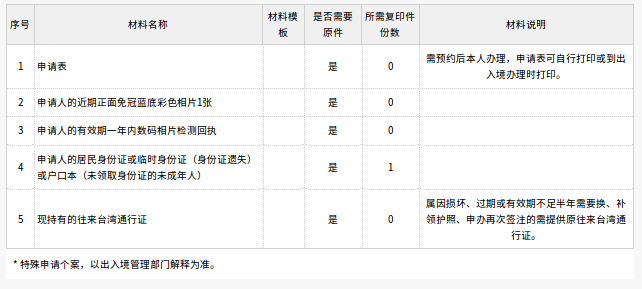 序号 材料名称 材料模板 是否需要原件 所需复印件份数 材料说明
1 申请表 是 0 需预约后本人办理，申请表可自行打印或到出入境办理时打印。
2 申请人的近期正面免冠蓝底彩色相片1张 是 0
3 申请人的有效期一年内数码相片检测回执 是 0
4 申请人的居民身份证或临时身份证（身份证遗失）或户口本（未领取身份证的未成年人） 是 1
5 现持有的往来台湾通行证 是 0 属因损坏、过期或有效期不足半年需要换、补领护照、申办再次签注的需提供原往来台湾通行证。
* 特殊申请个案，以出入境管理部门解释为准。